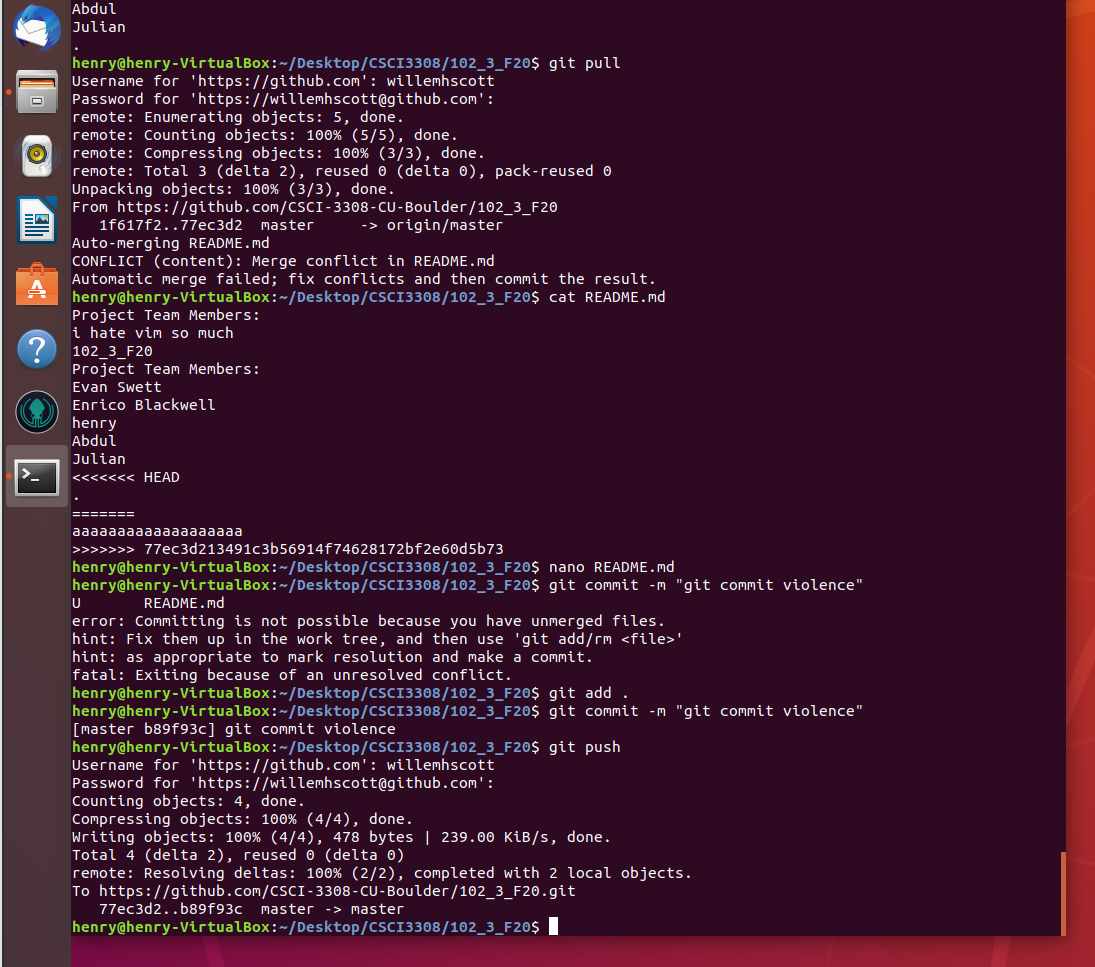 Abdul
Julian
.
henry@henry-VirtualBox:~/Desktop/CSCI3308/102_3_F20$ git pull
Username for 'https://github.com': willemhscott
Password for 'https://willemhscott@github.com':
remote: Enumerating objects: 5, done.
remote: Counting objects: 100% (5/5), done.
remote: Compressing objects: 100% (3/3), done.
remote: Total 3 (delta 2), reused 0 (delta 0), pack-reused 0
Unpacking objects: 100% (3/3), done.
From https://github.com/CSCI-3308-CU-Boulder/102_3_F20
   1f617f2..77ec3d2  master     -> origin/master
Auto-merging README.md
CONFLICT (content): Merge conflict in README.md
Automatic merge failed; fix conflicts and then commit the result.
henry@henry-VirtualBox:~/Desktop/CSCI3308/102_3_F20$ cat README.md
Project Team Members:
i hate vim so much
102_3_F20
Project Team Members:
Evan Swett
Enrico Blackwell
henry
Abdul
Julian
<<<<<<< HEAD
.
=======
aaaaaaaaaaaaaaaaaaa
>>>>>>> 77ec3d213491c3b56914f74628172bf2e60d5b73
henry@henry-VirtualBox:~/Desktop/CSCI3308/102_3_F20$ nano README.md
henry@henry-VirtualBox:~/Desktop/CSCI3308/102_3_F20$ git commit -m "git commit violence"
U       README.md
error: Committing is not possible because you have unmerged files.
hint: Fix them up in the work tree, and then use 'git add/rm <file>'
hint: as appropriate to mark resolution and make a commit.
fatal: Exiting because of an unresolved conflict.
henry@henry-VirtualBox:~/Desktop/CSCI3308/102_3_F20$ git add .
henry@henry-VirtualBox:~/Desktop/CSCI3308/102_3_F20$ git commit -m "git commit violence"
[master b89f93c] git commit violence
henry@henry-VirtualBox:~/Desktop/CSCI3308/102_3_F20$ git push
Username for 'https://github.com': willemhscott
Password for 'https://willemhscott@github.com':
Counting objects: 4, done.
Compressing objects: 100% (4/4), done.
Writing objects: 100% (4/4), 478 bytes | 239.00 KiB/s, done.
Total 4 (delta 2), reused 0 (delta 0)
remote: Resolving deltas: 100% (2/2), completed with 2 local objects.
To https://github.com/CSCI-3308-CU-Boulder/102_3_F20.git
   77ec3d2..b89f93c  master -> master
henry@henry-VirtualBox:~/Desktop/CSCI3308/102_3_F20$